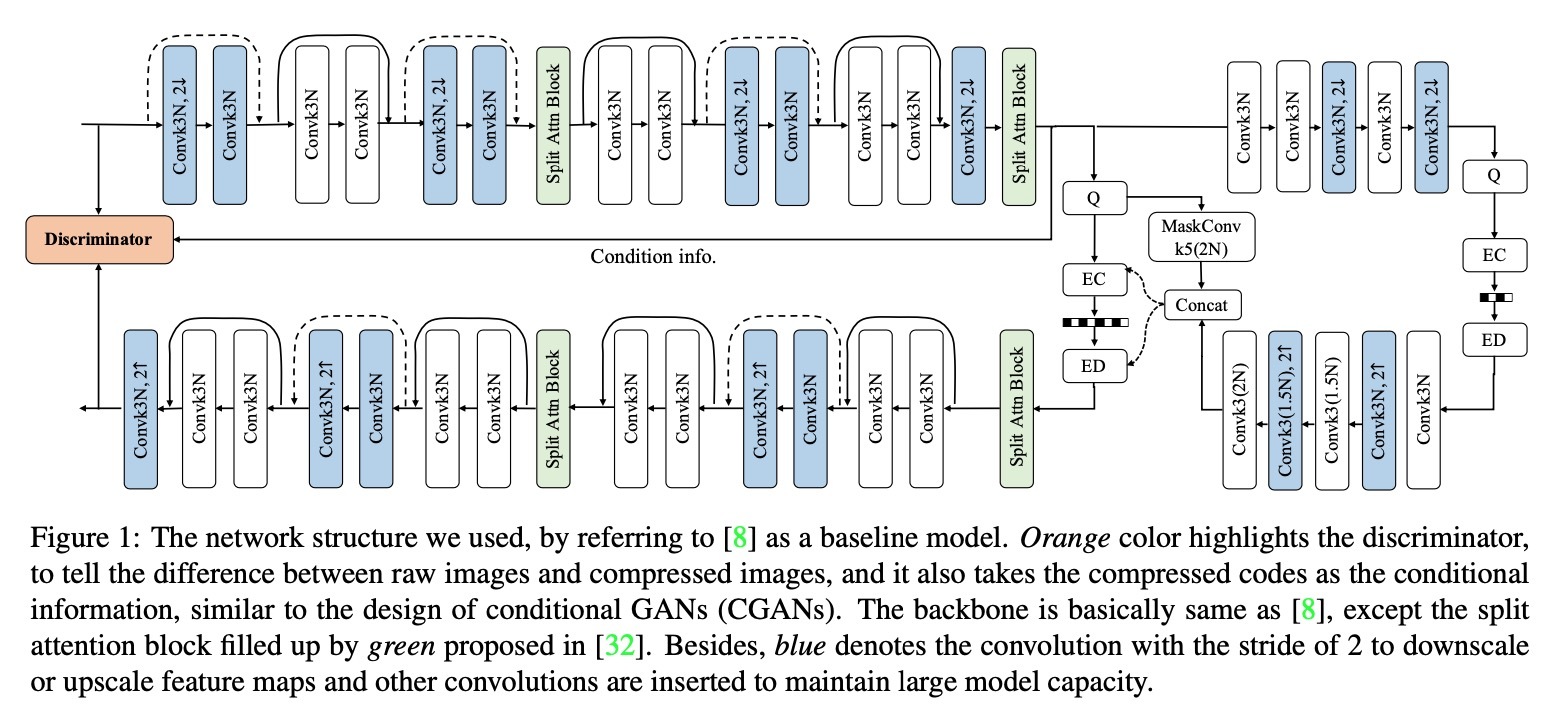 Convk3N, 2↓
Convk3N
Convk3N
Convk3N
Convk3N, 2↓
Convk3N
Split Attn Block
Convk3N
Convk3N
Convk3N, 2↓
Convk3N
Convk3N
Convk3N
Convk3N, 2↓
Split Attn Block
Convk3N
Convk3N
Convk3N, 2↓
Convk3N
Convk3N, 2↓
Q
Q
MaskConv
k5(2N)
Discriminator
Condition info.
EC
EC
Concat
ED
ED
Convk3N, 2↑
Convk3N
Convk3N
Convk3N, 2↑
Convk3N
Convk3N
Convk3N
Split Attn Block
Convk3N
Convk3N
Convk3N, 2↑
Convk3N
Convk3N
Convk3N
Split Attn Block
Convk3(2N)
Convk3(1.5N), 2↑
Convk3(1.5N)
Convk3N, 2↑
Convk3N
Figure 1: The network structure we used, by referring to [8] as a baseline model. Orange color highlights the discriminator,
to tell the difference between raw images and compressed images, and it also takes the compressed codes as the conditional
information, similar to the design of conditional GANs (CGANs). The backbone is basically same as [8], except the split
attention block filled up by green proposed in [32]. Besides, blue denotes the convolution with the stride of 2 to downscale
or upscale feature maps and other convolutions are inserted to maintain large model capacity.